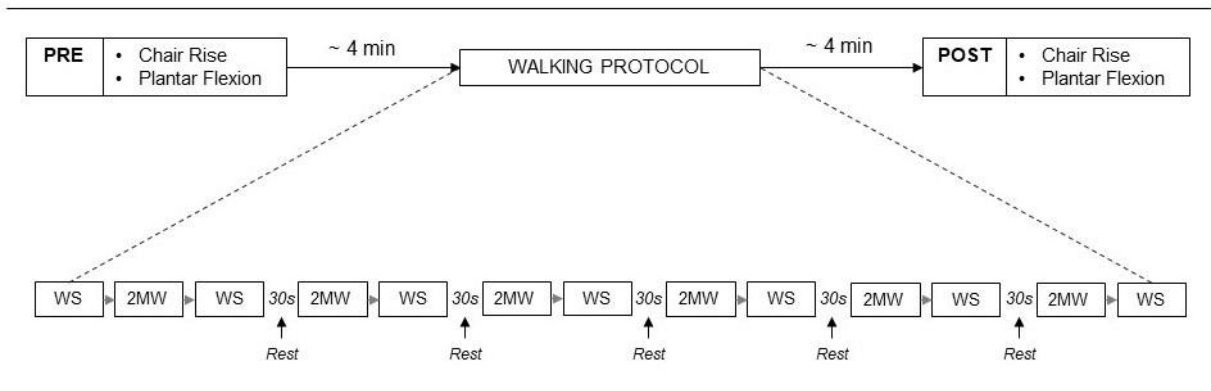 PRE
• Chair Rise
• Plantar Flexion
~ 4 min
WALKING PROTOCOL
~ 4 min
POST
• Chair Rise
• Plantar Flexion
WS 2MW WS 30s 2MW WS 30s 2MW WS 30s 2MW WS 30s 2MW WS 30s 2MW WS
Rest Rest Rest Rest Rest